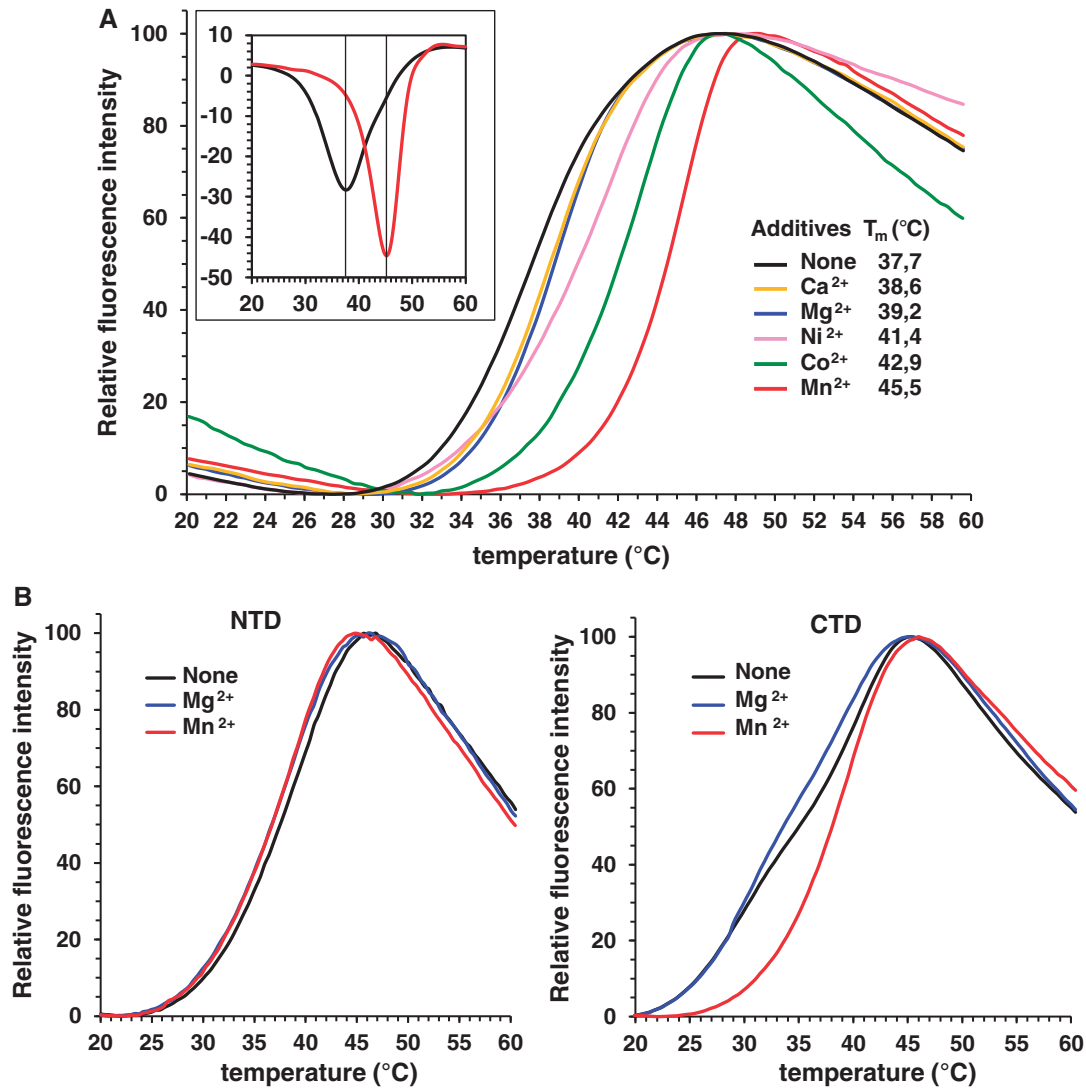 A
Relative fluorescence intensity
100
80
60
40
20
0
10
0
-10
-20
-30
-40
-50
20 30 40 50 60
Additives Tm (°C)
None 37,7
Ca2+ 38,6
Mg2+ 39,2
Ni2+ 41,4
Co2+ 42,9
Mn2+ 45,5
20 22 24 26 28 30 32 34 36 38 40 42 44 46 48 50 52 54 56 58 60
temperature (°C)
B
NTD
Relative fluorescence intensity
100
80
60
40
20
0
None
Mg2+
Mn2+
20 25 30 35 40 45 50 55 60
temperature (°C)
CTD
Relative fluorescence intensity
100
80
60
40
20
0
None
Mg2+
Mn2+
20 25 30 35 40 45 50 55 60
temperature (°C)